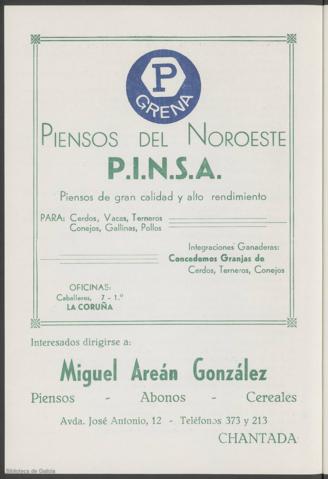 P
GRENA
PIENSOS DEL NOROESTE
P.I.N.S.A.
Piensos de gran calidad y alto rendimiento
PARA: Cerdos, Vacas, Terneros
Conejos, Gallinas, Pollos
Integraciones Ganaderas:
Concedemos Granjas de
Cerdos, Terneros, Conejos
OFICINAS:
Caballeros, 7 - 1.º
LA CORUÑA
Interesados dirigirse a:
Miguel Areán González
Piensos - Abonos - Cereales
Avda. José Antonio, 12 - Teléfonos 373 y 213
CHANTADA
Biblioteca de Galicia